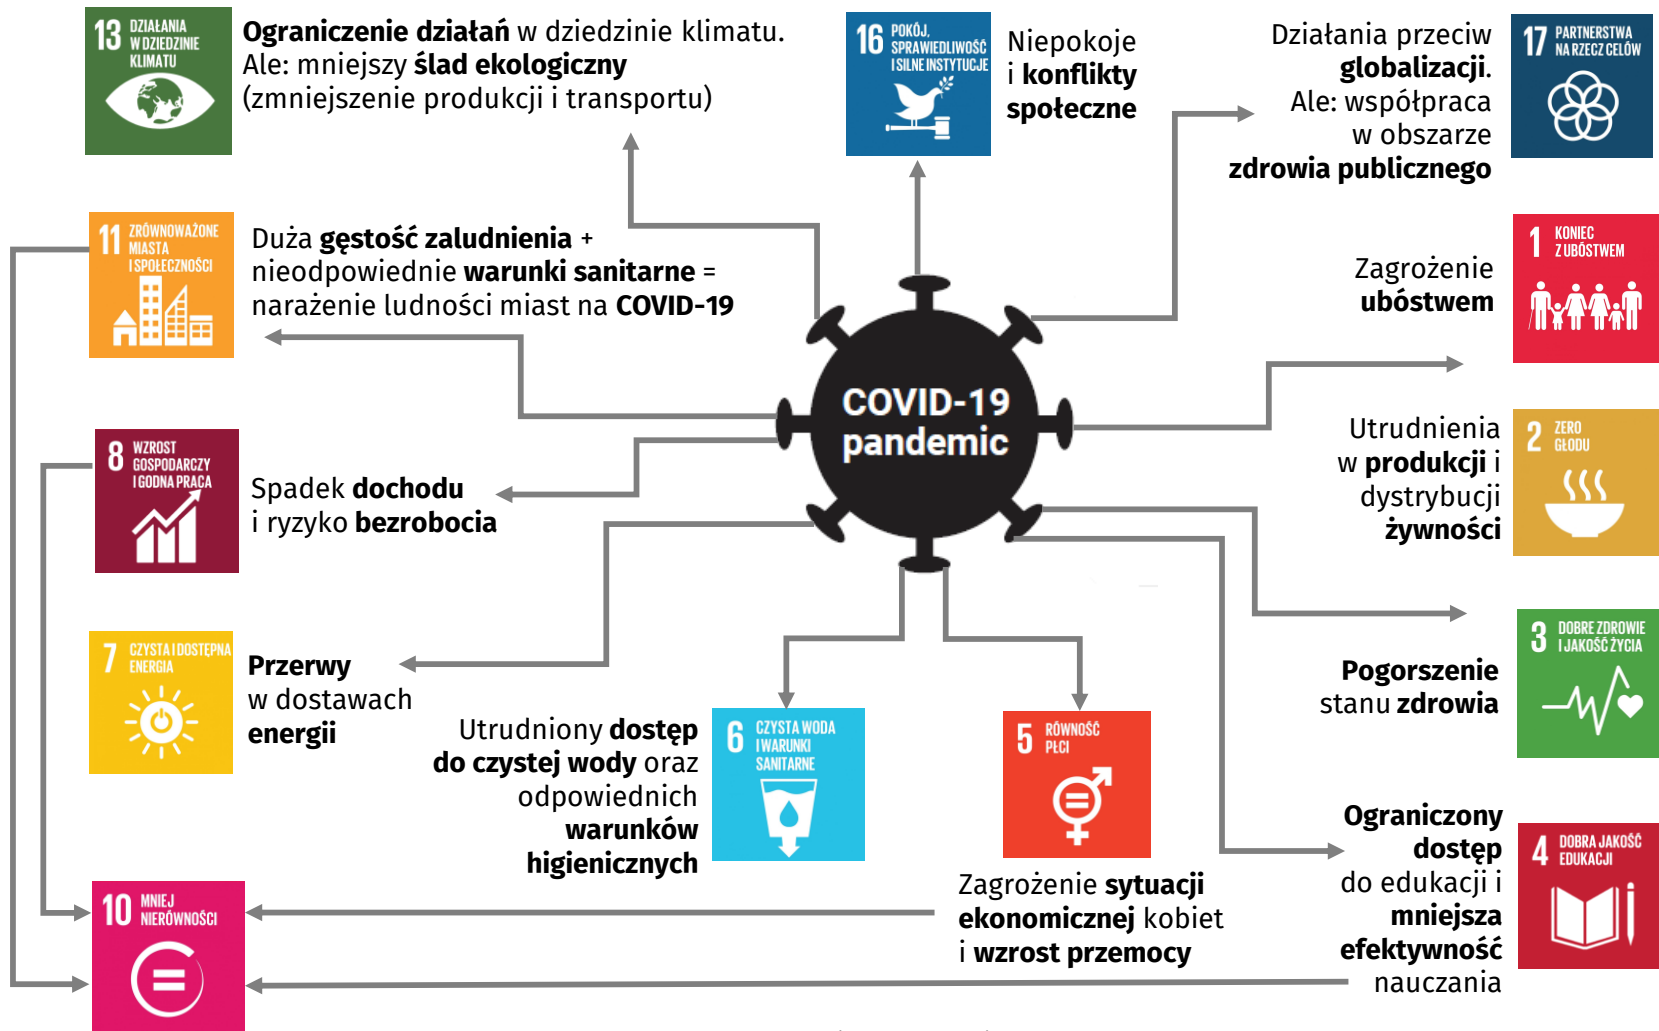 13 DZIAŁANIA
W DZIEDZINIE
KLIMATU
Ograniczenie działań w dziedzinie klimatu.
Ale: mniejszy ślad ekologiczny
(zmniejszenie produkcji i transportu)
16 POKÓJ,
SPRAWIEDLIWOŚĆ
I SILNE INSTYTUCJE
Niepokoje
i konflikty
społeczne
Działania przeciw
globalizacji.
Ale: współpraca
w obszarze
zdrowia publicznego
17 PARTNERSTWA
NA RZECZ CELÓW
11 ZRÓWNOWAŻONE
MIASTA
I SPOŁECZNOŚCI
Duża gęstość zaludnienia +
nieodpowiednie warunki sanitarne =
narażenie ludności miast na COVID-19
Zagrożenie
ubóstwem
1 KONIEC
Z UBÓSTWEM
COVID-19
pandemic
8 WZROST
GOSPODARCZY
I GODNA PRACA
Spadek dochodu
i ryzyko bezrobocia
Utrudnienia
w produkcji i
dystrybucji
żywności
2 ZERO
GŁODU
7 CZYSTA I DOSTĘPNA
ENERGIA
Przerwy
w dostawach
energii
Pogorszenie
stanu zdrowia
3 DOBRE ZDROWIE
I JAKOŚĆ ŻYCIA
Utrudniony dostęp
do czystej wody oraz
odpowiednich
warunków
higienicznych
6 CZYSTA WODA
I WARUNKI
SANITARNE
5 RÓWNOŚĆ
PŁCI
Zagrożenie sytuacji
ekonomicznej kobiet
i wzrost przemocy
Ograniczony
dostęp
do edukacji i
mniejsza
efektywność
nauczania
4 DOBRA JAKOŚĆ
EDUKACJI
10 MNIEJ
NIERÓWNOŚCI